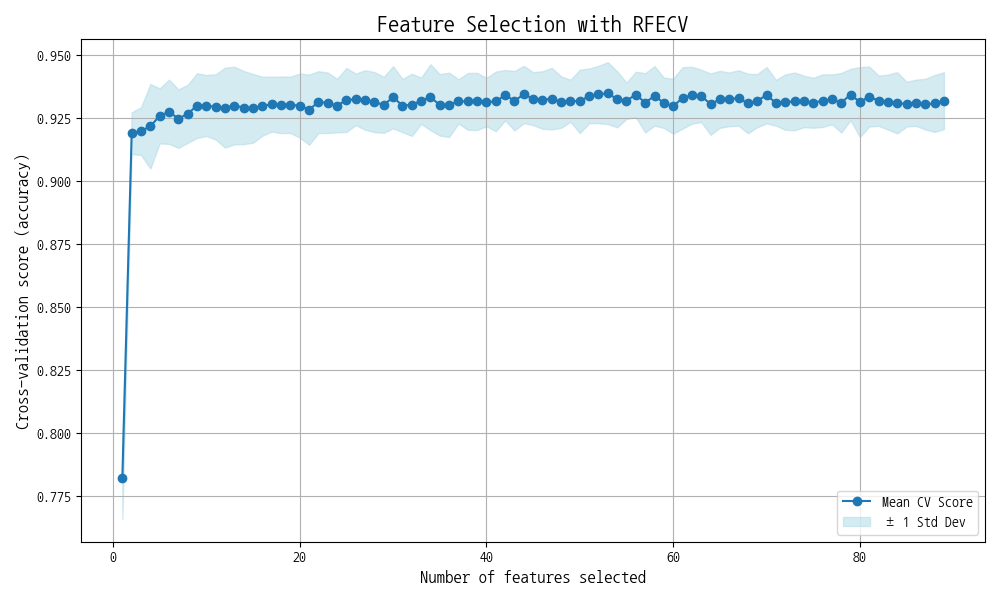 Feature Selection with RFECV
Cross-validation score (accuracy)
0.950
0.925
0.900
0.875
0.850
0.825
0.800
0.775
0 20 40 60 80
Number of features selected
Mean CV Score
± 1 Std Dev